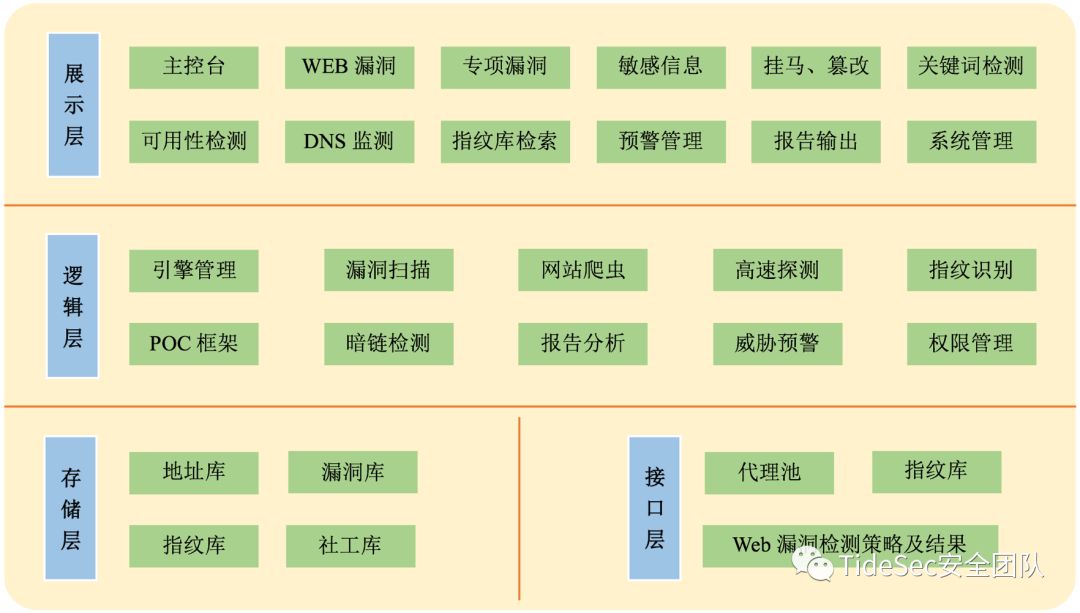 展示层
主控台
WEB 漏洞
专项漏洞
敏感信息
挂马、篡改
关键词检测
可用性检测
DNS 监测
指纹库检索
预警管理
报告输出
系统管理
逻辑层
引擎管理
漏洞扫描
网站爬虫
高速探测
指纹识别
POC 框架
暗链检测
报告分析
威胁预警
权限管理
存储层
地址库
漏洞库
指纹库
社工库
接口层
代理池
指纹库
Web 漏洞检测策略及结果
TideSec安全团队